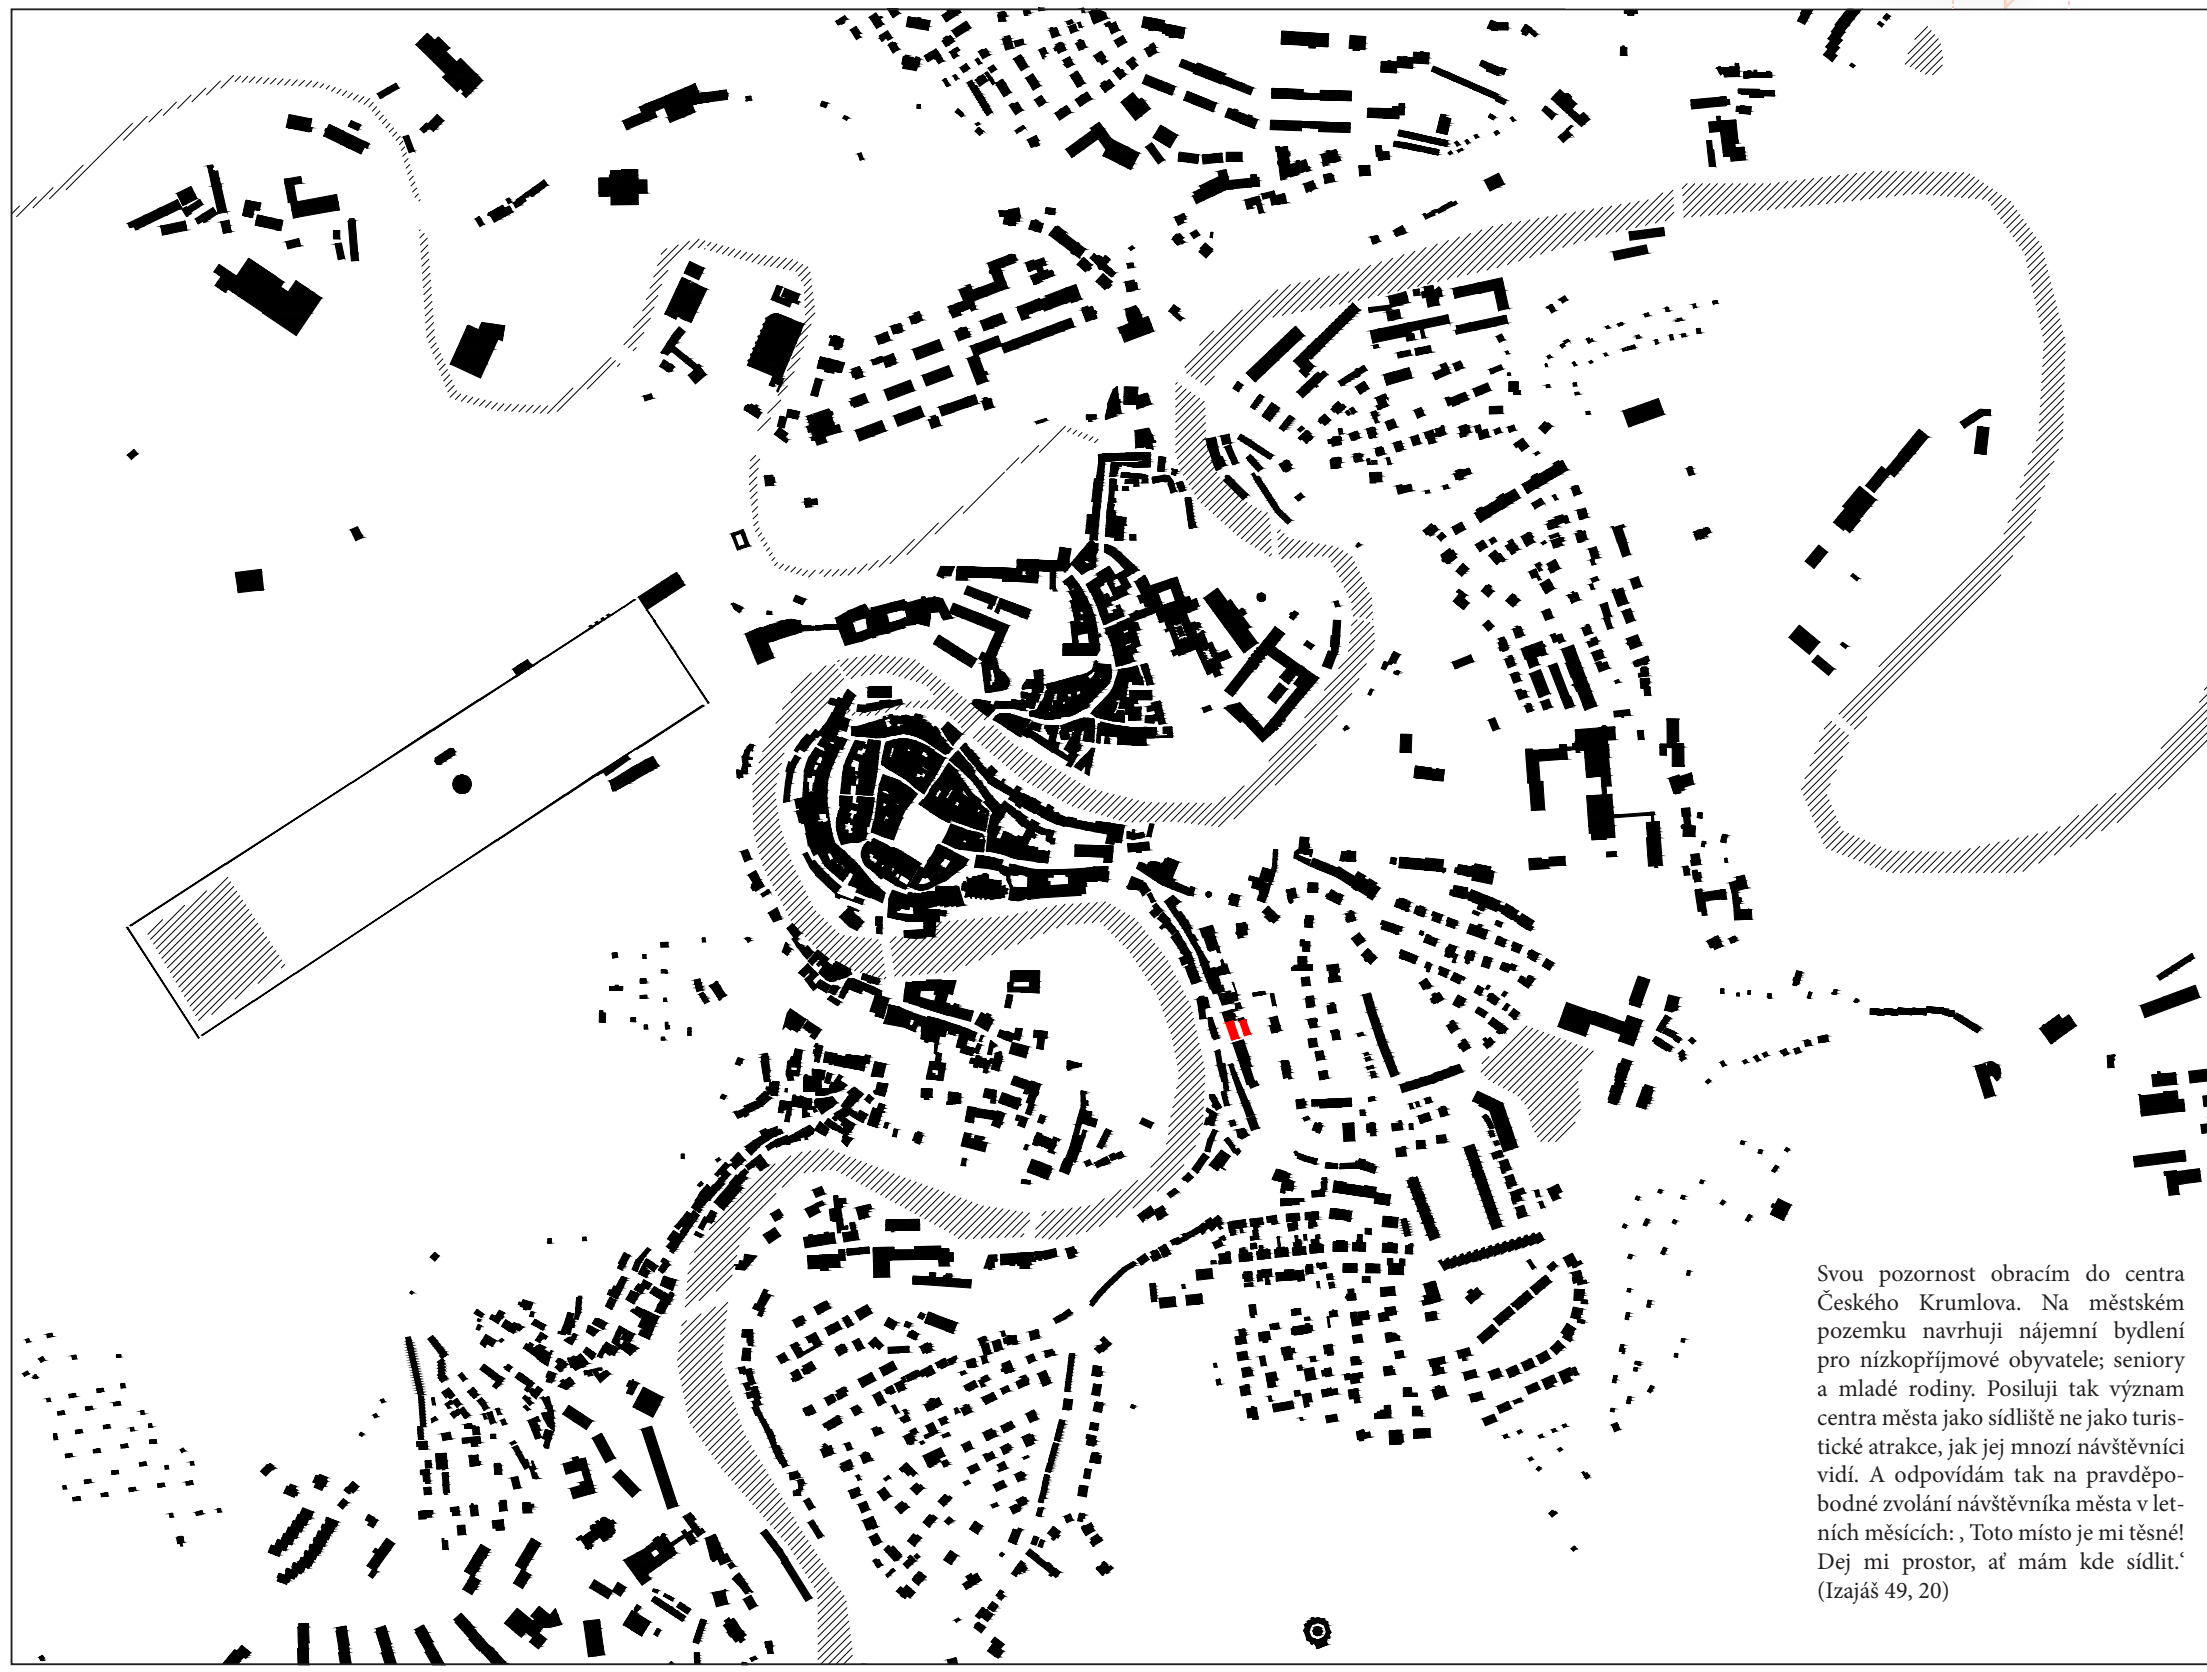 Svou pozornost obracím do centra
Českého Krumlova. Na městském
pozemku navrhuji nájemní bydlení
pro nízkopříjmové obyvatele; seniory
a mladé rodiny. Posiluji tak význam
centra města jako sídliště ne jako turis-
tické atrakce, jak jej mnozí návštěvníci
vidí. A odpovídám tak na pravděpo-
bodné zvolání návštěvníka města v let-
ních měsících: ‚ Toto místo je mi těsné!
Dej mi prostor, ať mám kde sídlit.‘
(Izajáš 49, 20)